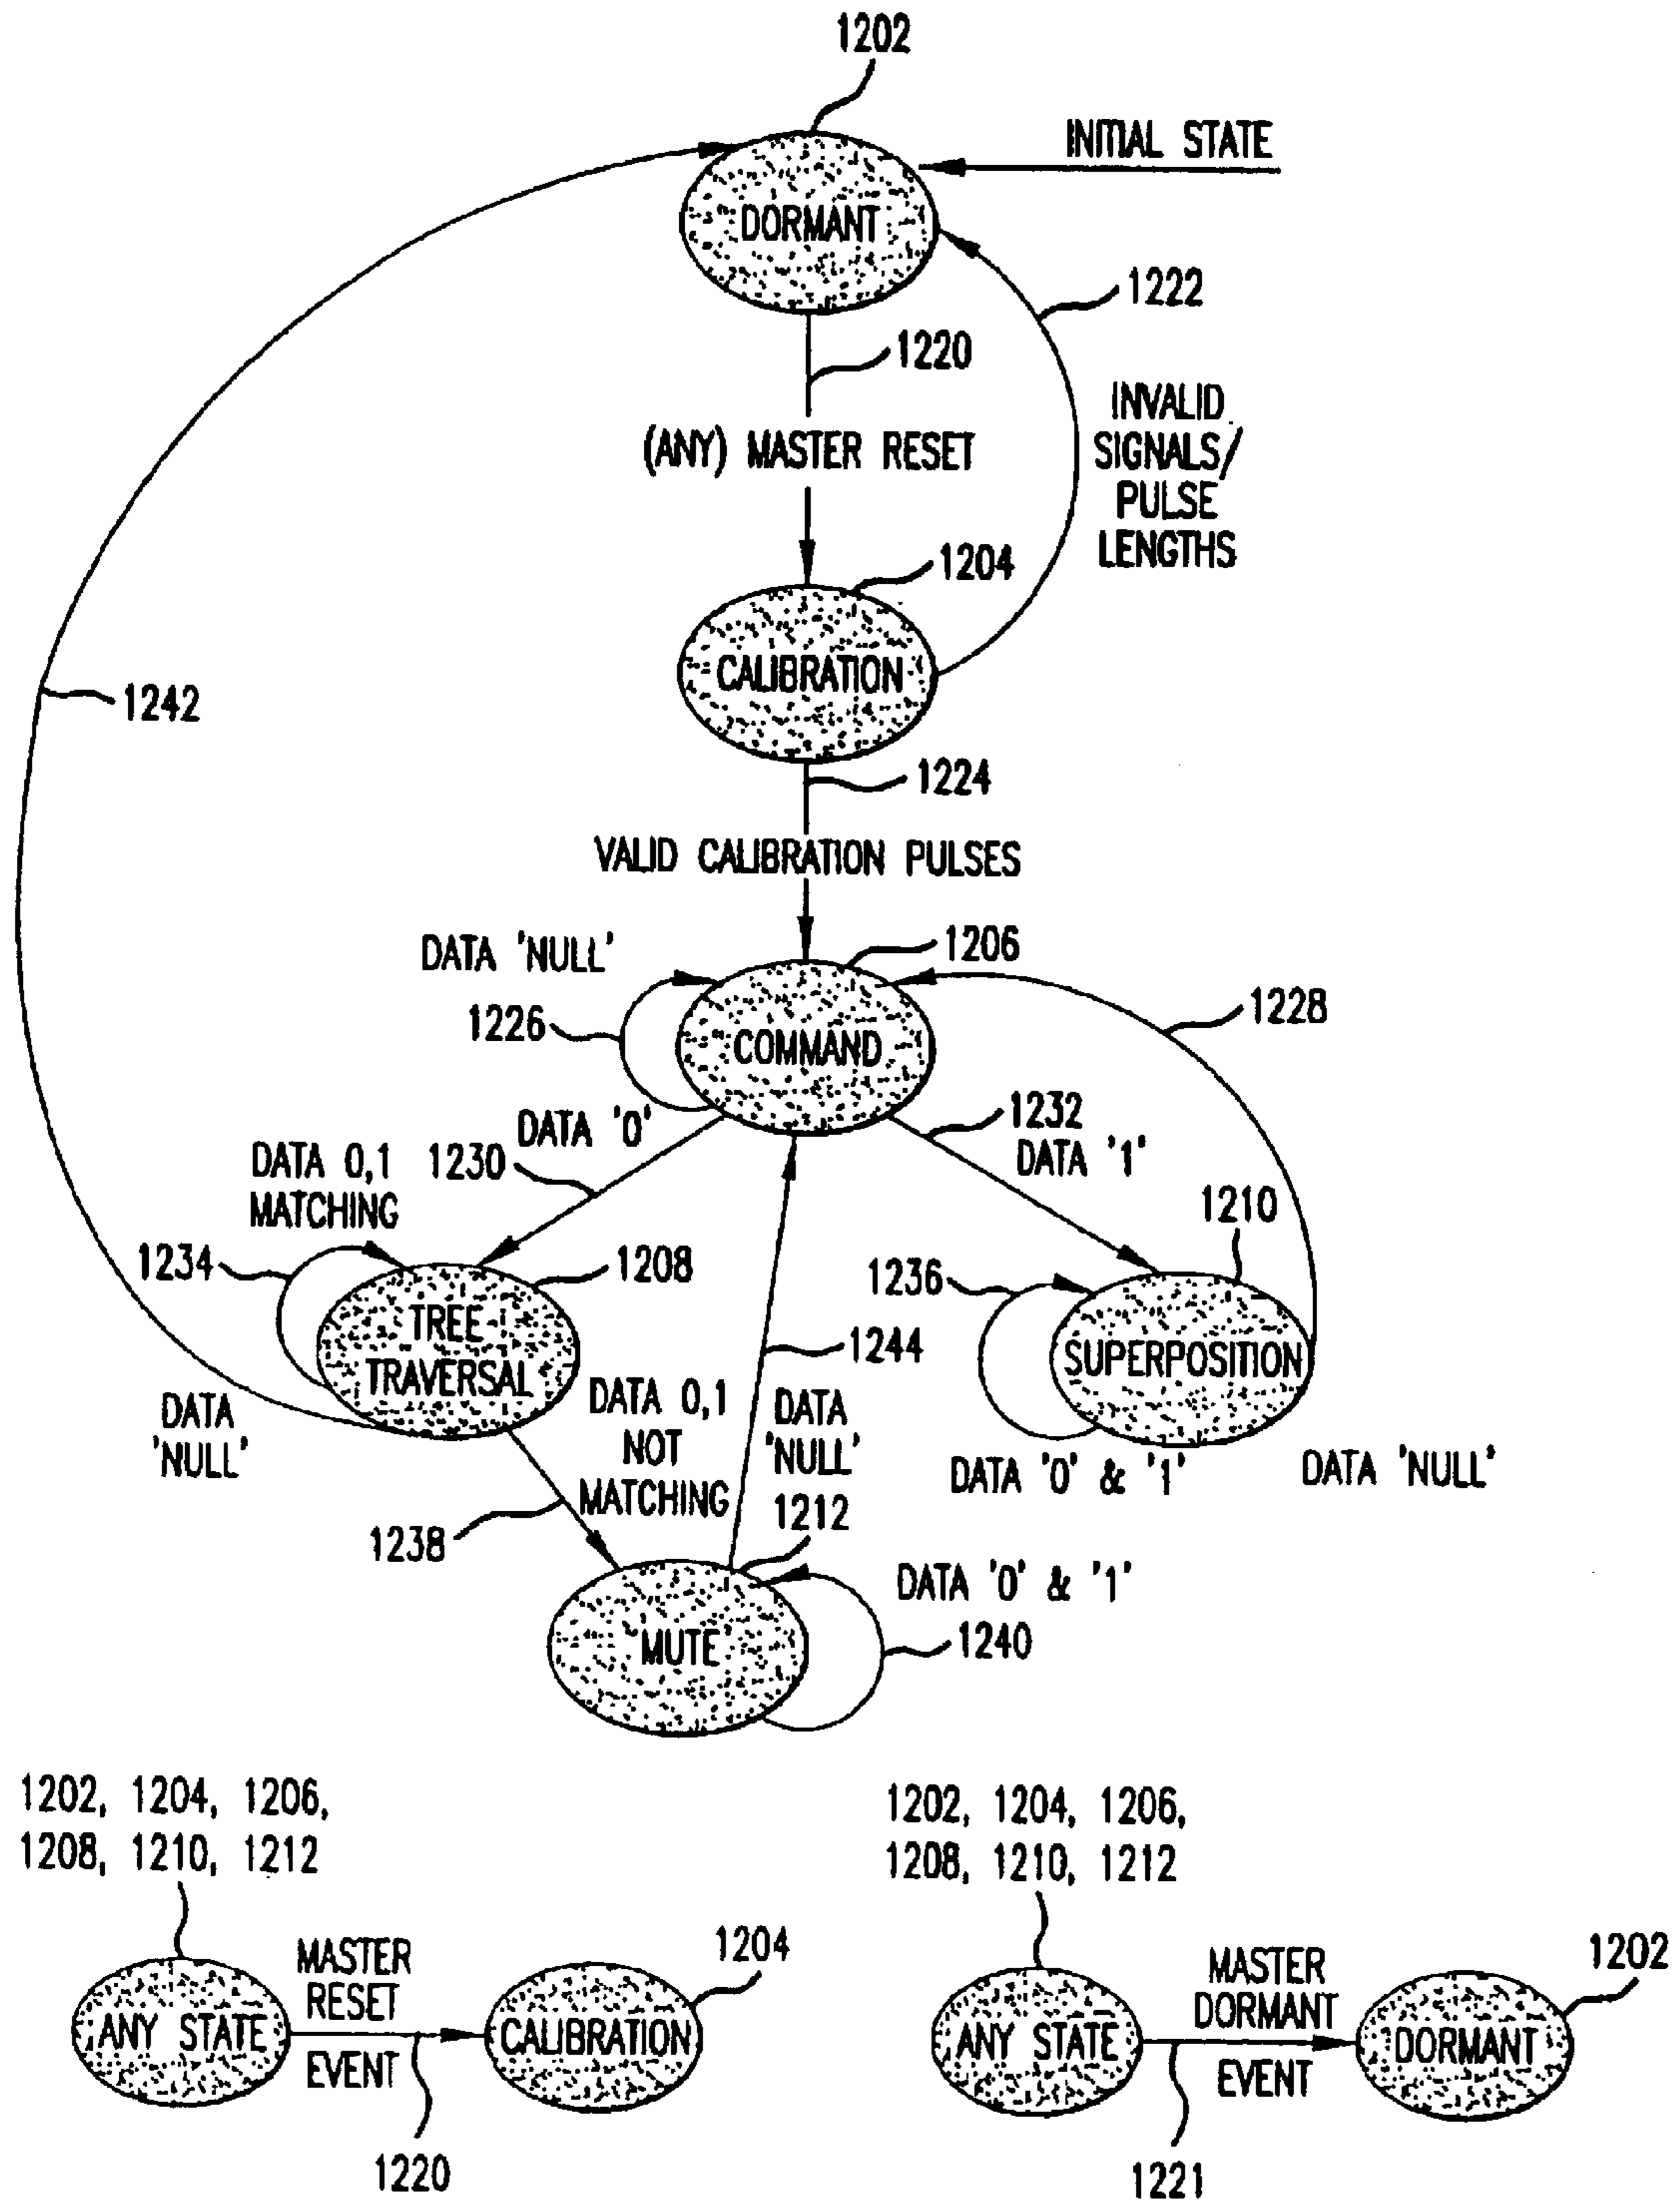 1202
INITIAL STATE
DORMANT
1222
1220
INVALID
SIGNALS/
PULSE
LENGTHS
(ANY) MASTER RESET
1204
CALIBRATION
1242
1224
VALID CALIBRATION PULSES
DATA 'NULL'
1206
1226
1228
COMMAND
DATA '0'
1232
DATA '1'
DATA 0,1
MATCHING
1230
1210
1234
1208
1236
TREE
TRAVERSAL
1244
SUPERPOSITION
DATA
'NULL'
DATA 0,1
NOT
MATCHING
DATA
'NULL'
DATA '0' & '1'
DATA 'NULL'
1238
1212
DATA '0' & '1'
MUTE
1240
1202, 1204, 1206,
1208, 1210, 1212
ANY STATE
MASTER
RESET
EVENT
1204
CALIBRATION
1220
1202, 1204, 1206,
1208, 1210, 1212
ANY STATE
MASTER
DORMANT
EVENT
1202
DORMANT
1221